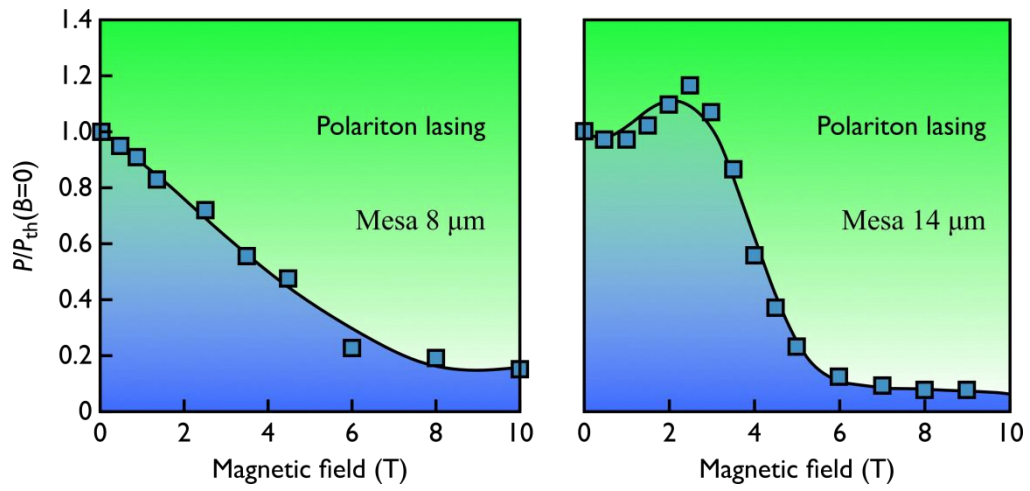 1.4
1.2
1.0
0.8
0.6
0.4
0.2
0
P/Pth(B=0)
Polariton lasing
Mesa 8 μm
0 2 4 6 8 10
Magnetic field (T)
Polariton lasing
Mesa 14 μm
0 2 4 6 8 10
Magnetic field (T)